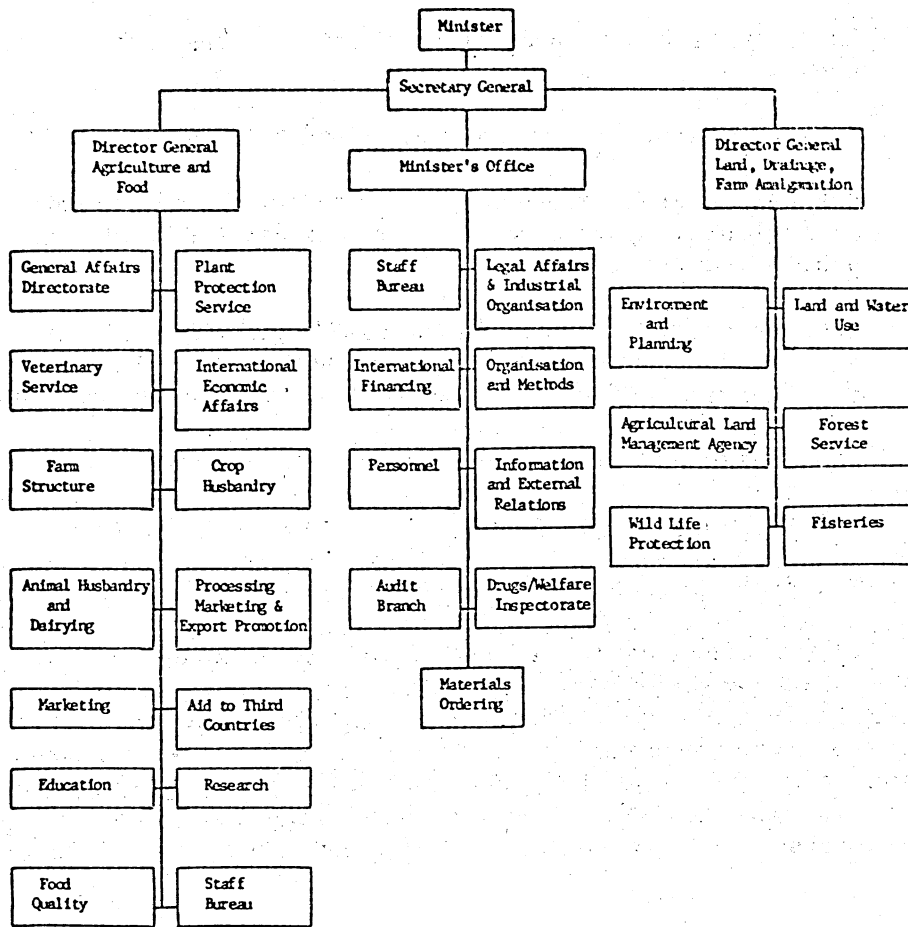 Minister
Secretary General
Director General
Agriculture and
Food
Minister's Office
Director General
Land, Drainage,
Farm Amalgmation
General Affairs
Directorate
Plant
Protection
Service
Veterinary
Service
International
Economic
Affairs
Farm
Structure
Crop
Husbandry
Animal Husbandry
and
Dairying
Processing
Marketing &
Export Promotion
Marketing
Aid to Third
Countries
Education
Research
Food
Quality
Staff
Bureau
Staff
Bureau
Legal Affairs
& Industrial
Organisation
International
Financing
Organisation
and Methods
Personnel
Information
and External
Relations
Audit
Branch
Drugs/Welfare
Inspectorate
Materials
Ordering
Enviroment
and
Planning
Land and Water
Use
Agricultural Land
Management Agency
Forest
Service
Wild Life
Protection
Fisheries